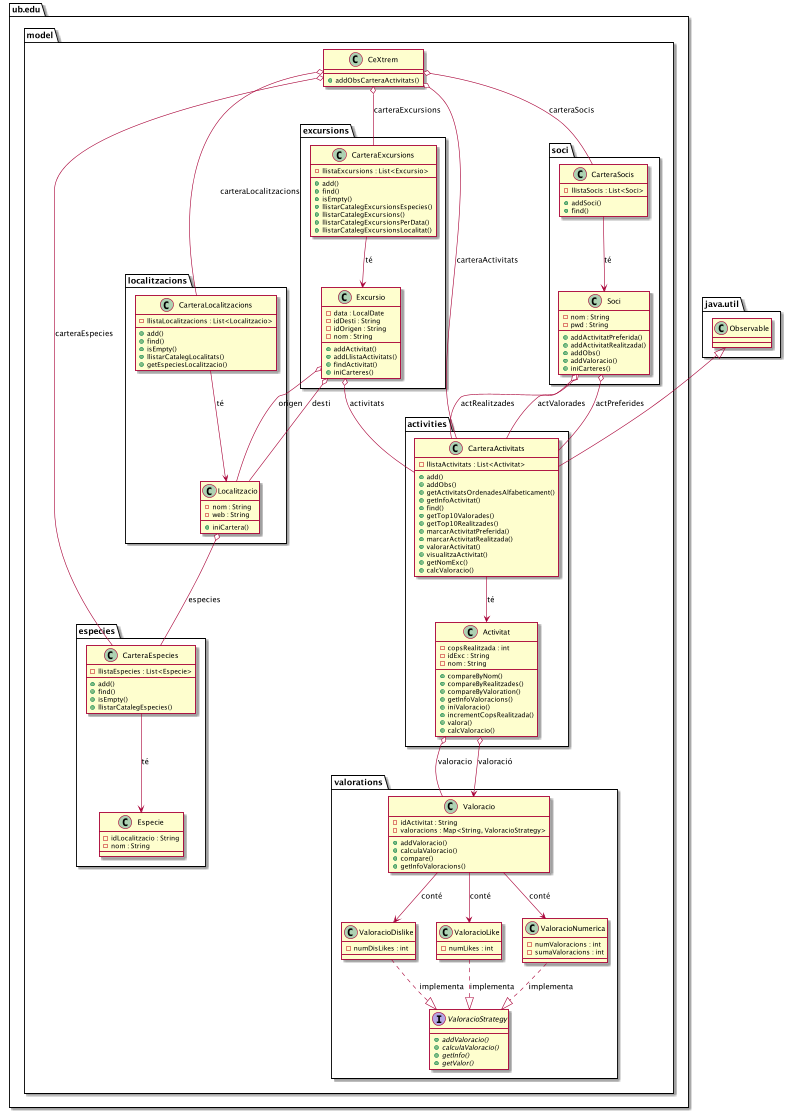 ub.edu
model
CeXtrem
addObsCarteraActivitats()
carteraExcursions
carteraSocis
excursions
CarteraExcursions
llistaExcursions : List<Excursio>
add()
find()
isEmpty()
llistarCatalegExcursionsEspecies()
llistarCatalegExcursions()
llistarCatalegExcursionsPerData()
llistarCatalegExcursionsLocalitat()
soci
CarteraSocis
llistaSocis : List<Soci>
addSoci()
find()
carteraLocalitzacions
té
carteraActivitats
té
localitzacions
CarteraLocalitzacions
llistaLocalitzacions : List<Localitzacio>
add()
find()
isEmpty()
llistarCatalegLocalitats()
getEspeciesLocalitzacio()
Excursio
data : LocalDate
idDesti : String
idOrigen : String
nom : String
addActivitat()
addLlistaActivitats()
findActivitat()
iniCarteres()
Soci
nom : String
pwd : String
addActivitatPreferida()
addActivitatRealitzada()
addObs()
addValoracio()
iniCarteres()
java.util
Observable
carteraEspecies
té
origen
desti
activitats
actRealitzades
actValorades
actPreferides
activities
CarteraActivitats
llistaActivitats : List<Activitat>
add()
addObs()
getActivitatsOrdenadesAlfabeticament()
getInfoActivitat()
find()
getTop10Valorades()
getTop10Realitzades()
marcarActivitatPreferida()
marcarActivitatRealitzada()
valorarActivitat()
visualitzaActivitat()
getNomExc()
calcValoracio()
Localitzacio
nom : String
web : String
iniCartera()
especies
té
especies
CarteraEspecies
llistaEspecies : List<Especie>
add()
find()
isEmpty()
llistarCatalegEspecies()
Activitat
copsRealitzada : int
idExc : String
nom : String
compareByNom()
compareByRealitzades()
compareByValoration()
getInfoValoracions()
iniValoracio()
incrementCopsRealitzada()
valora()
calcValoracio()
té
valoracio
valoració
Especie
idLocalitzacio : String
nom : String
valorations
Valoracio
idActivitat : String
valoracions : Map<String, ValoracioStrategy>
addValoracio()
calculaValoracio()
compare()
getInfoValoracions()
conté
conté
conté
ValoracioDislike
numDisLikes : int
ValoracioLike
numLikes : int
ValoracioNumerica
numValoracions : int
sumaValoracions : int
implementa
implementa
implementa
ValoracioStrategy
addValoracio()
calculaValoracio()
getInfo()
getValor()